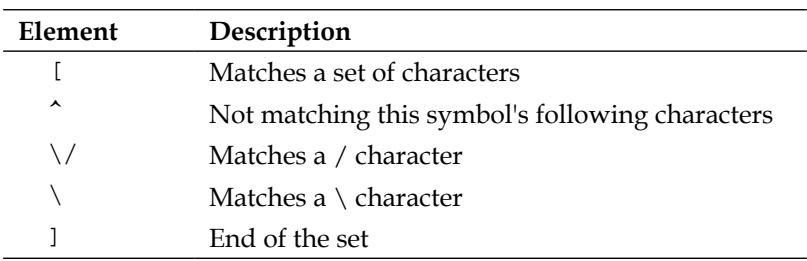 Element Description
[ Matches a set of characters
^ Not matching this symbol's following characters
\/ Matches a / character
\ Matches a \ character
] End of the set